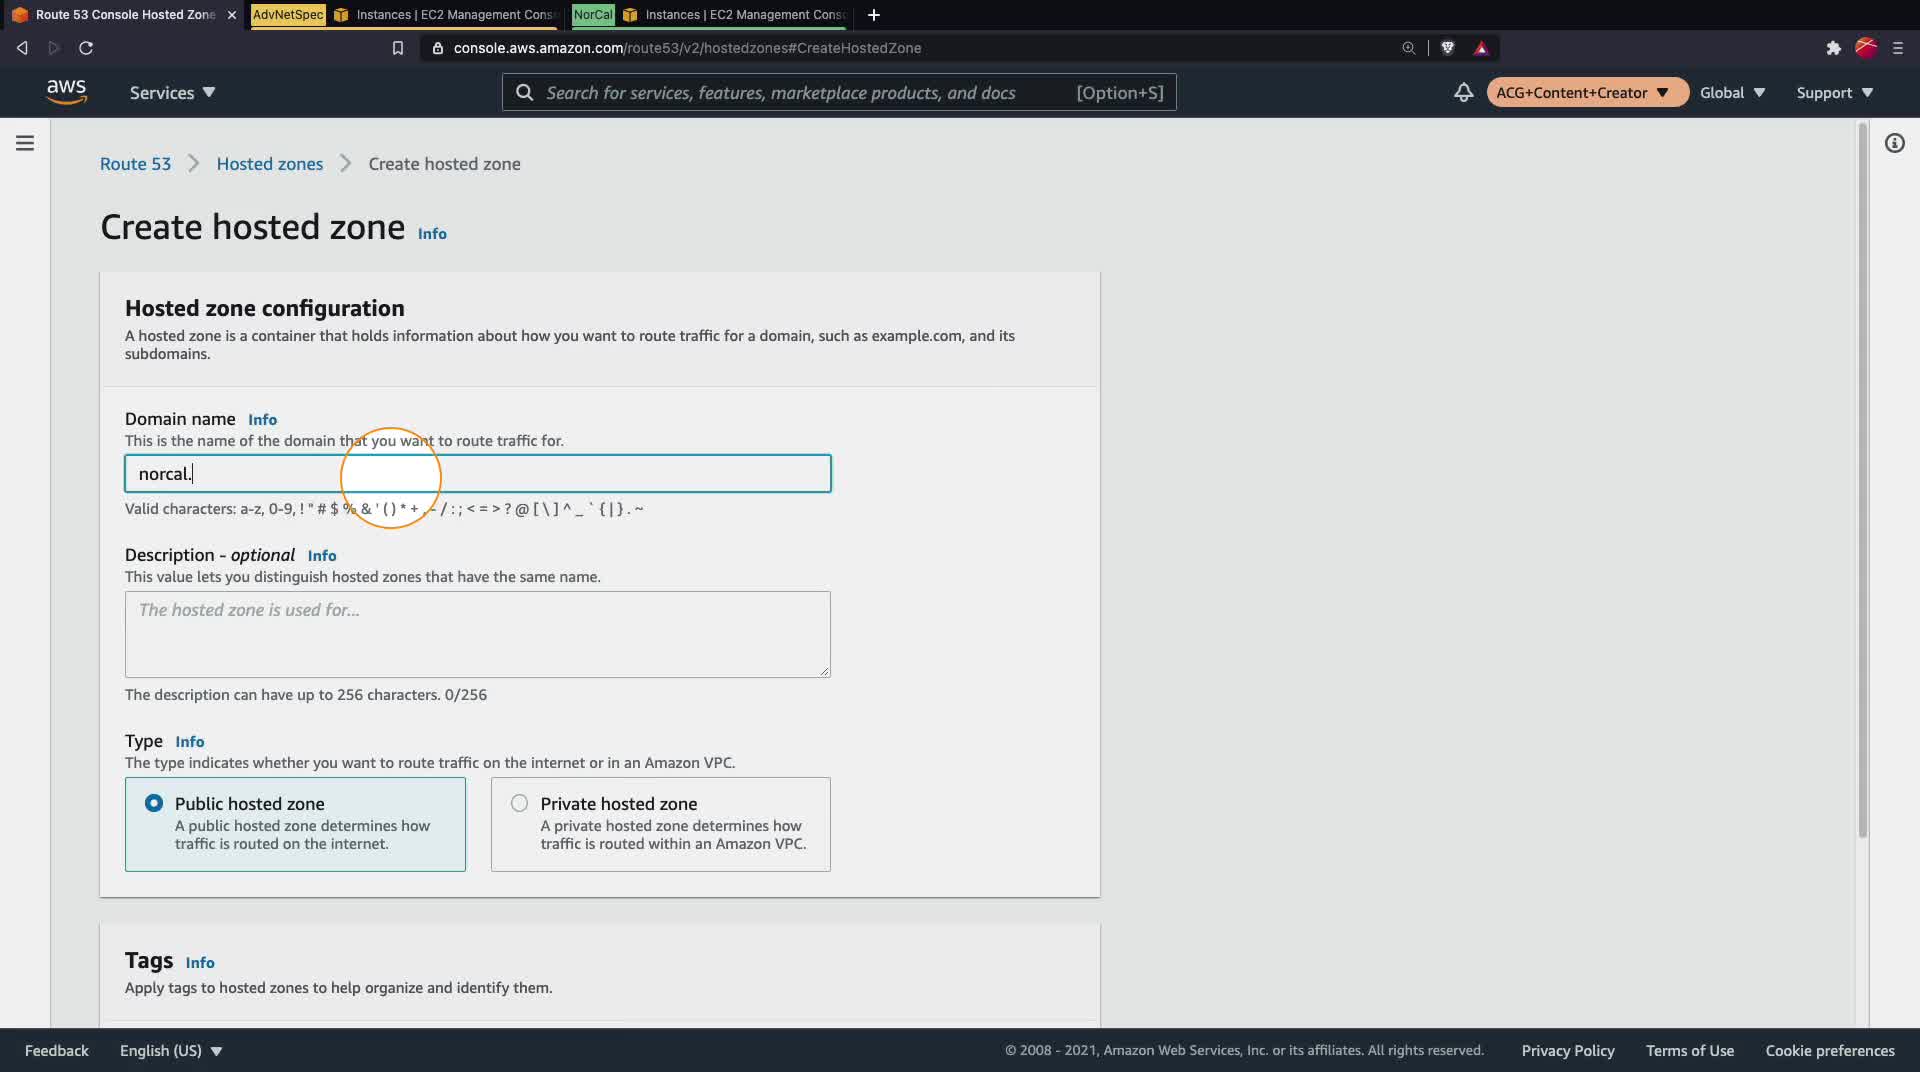 Route 53 Console Hosted Zone
AdvNetSpec
Instances | EC2 Management Cons
NorCal
Instances | EC2 Management Cons
console.aws.amazon.com/route53/v2/hostedzones#CreateHostedZone
aws
Services
Search for services, features, marketplace products, and docs
[Option+S]
ACG+Content+Creator
Global
Support
Route 53
Hosted zones
Create hosted zone
Create hosted zone Info
Hosted zone configuration
A hosted zone is a container that holds information about how you want to route traffic for a domain, such as example.com, and its
subdomains.
Domain name Info
This is the name of the domain that you want to route traffic for.
norcal.
Valid characters: a-z, 0-9, ! " # $ % & ' ( ) * + , - / : ; < = > ? @ [ \ ] ^ _ ` { | } . ~
Description - optional Info
This value lets you distinguish hosted zones that have the same name.
The hosted zone is used for...
The description can have up to 256 characters. 0/256
Type Info
The type indicates whether you want to route traffic on the internet or in an Amazon VPC.
Public hosted zone
A public hosted zone determines how
traffic is routed on the internet.
Private hosted zone
A private hosted zone determines how
traffic is routed within an Amazon VPC.
Tags Info
Apply tags to hosted zones to help organize and identify them.
Feedback
English (US)
© 2008 - 2021, Amazon Web Services, Inc. or its affiliates. All rights reserved.
Privacy Policy
Terms of Use
Cookie preferences